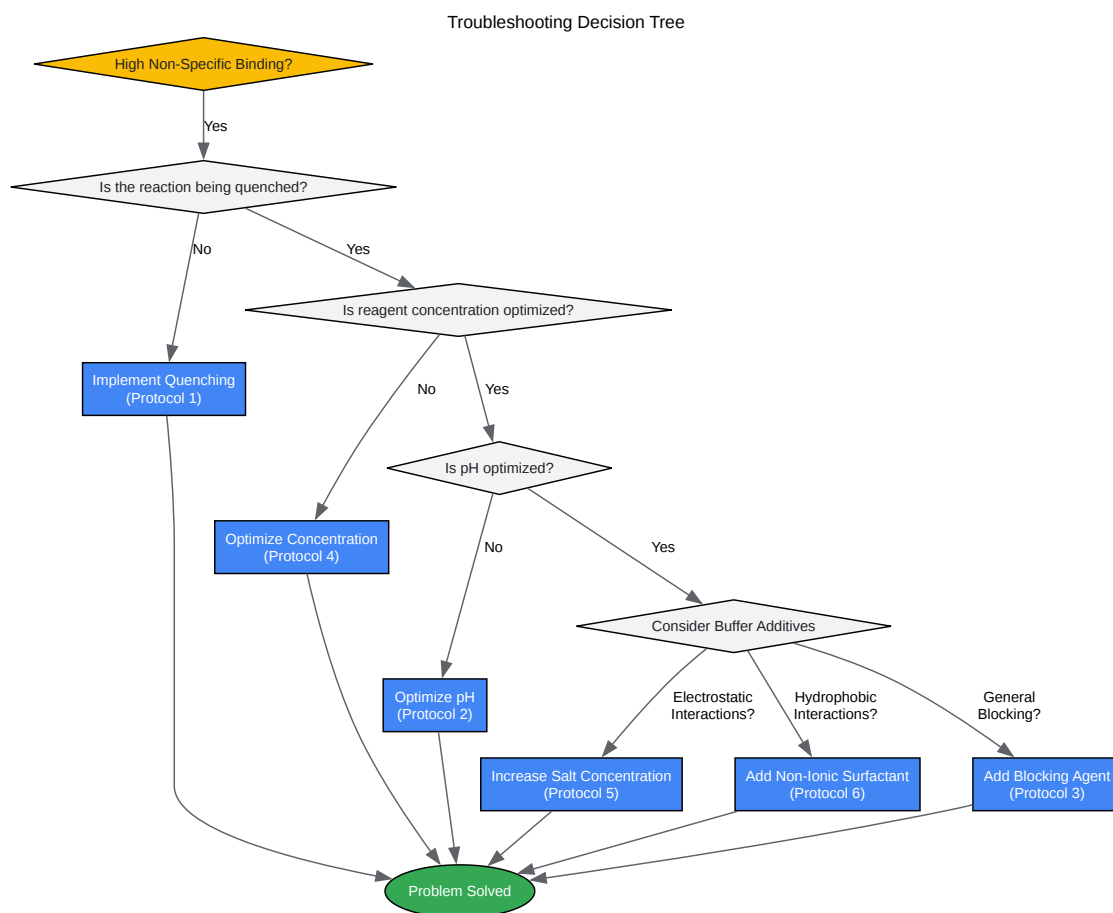 Troubleshooting Decision Tree
High Non-Specific Binding?
Yes
Is the reaction being quenched?
No
Yes
Is reagent concentration optimized?
Implement Quenching
(Protocol 1)
No
Yes
Is pH optimized?
Optimize Concentration
(Protocol 4)
No
Yes
Consider Buffer Additives
Optimize pH
(Protocol 2)
Electrostatic
Interactions?
Hydrophobic
Interactions?
General
Blocking?
Increase Salt Concentration
(Protocol 5)
Add Non-Ionic Surfactant
(Protocol 6)
Add Blocking Agent
(Protocol 3)
Problem Solved